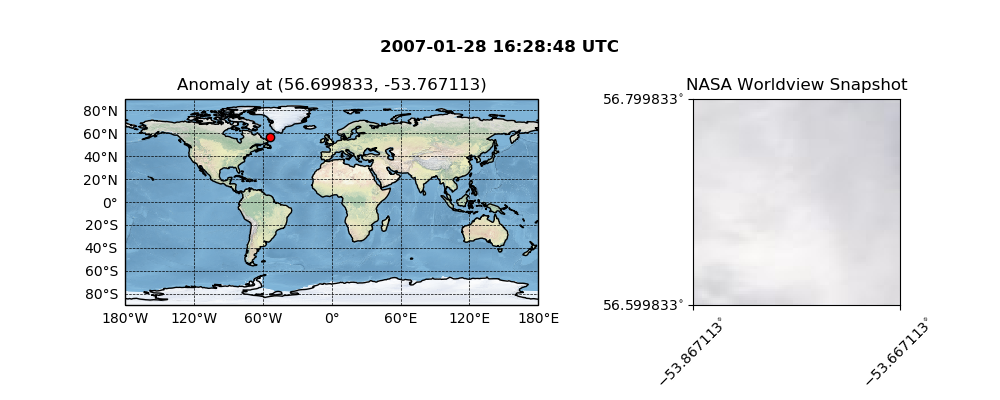 2007-01-28 16:28:48 UTC
Anomaly at (56.699833, -53.767113)
NASA Worldview Snapshot
80°N
60°N
40°N
20°N
0°
20°S
40°S
60°S
80°S
180°W 120°W 60°W 0° 60°E 120°E 180°E
56.799833°
56.599833°
−53.867113°
−53.667113°